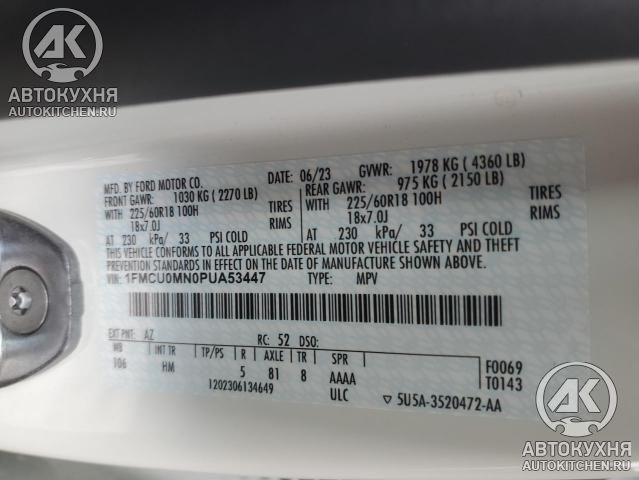 AK
АВТОКУХНЯ
AUTOKITCHEN.RU
MFD. BY FORD MOTOR CO. 06/23 GVWR: 1978 KG ( 4360 LB)
FRONT GAWR: 1030 KG ( 2270 LB) REAR GAWR: 975 KG ( 2150 LB)
WITH 225/60R18 100H TIRES WITH 225/60R18 100H TIRES
18x7.0J RIMS 18x7.0J RIMS
AT 230 kPa/ 33 PSI COLD AT 230 kPa/ 33 PSI COLD
THIS VEHICLE CONFORMS TO ALL APPLICABLE FEDERAL MOTOR VEHICLE SAFETY AND THEFT
PREVENTION STANDARDS IN EFFECT ON THE DATE OF MANUFACTURE SHOWN ABOVE.
VIN: 1FMCU0MN0PUA53447 TYPE: MPV
EXT PNT: AZ RC: 52 DSO:
WB INT TR TP/PS R AXLE TR SPR F0069
106 HM 5 81 8 AAAA T0143
1202306134649 ULC ▽ 5U5A-3520472-AA
AK
АВТОКУХНЯ
AUTOKITCHEN.RU